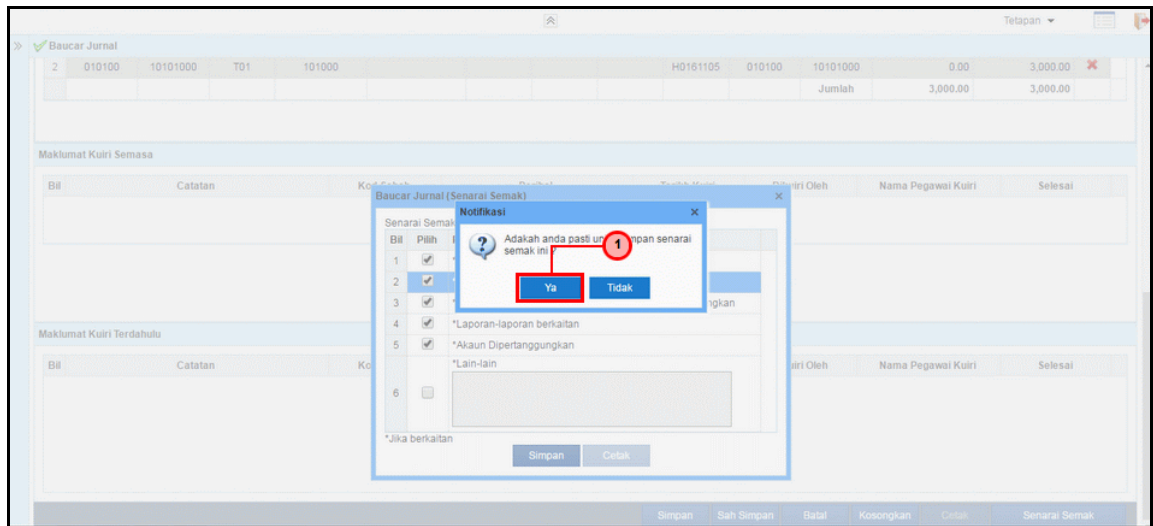 Tetapan
Baucar Jurnal
2 010100 10101000 T01 101000 H0161105 010100 10101000 0.00 3,000.00
Jumlah 3,000.00 3,000.00
Maklumat Kuiri Semasa
Bil Catatan Oleh Nama Pegawai Kuiri Selesai
Baucar Jurnal (Senarai Semak)
Senarai Semak
Bil Pilih
Notifikasi
Adakah anda pasti senarai
semak ini
1
Ya Tidak
1
2
3
4 *Laporan-laporan berkaitan
5 *Akaun Dipertanggungkan
*Lain-lain
6
*Jika berkaitan
Simpan Cetak
Maklumat Kuiri Terdahulu
Bil Catatan Oleh Nama Pegawai Kuiri Selesai
Simpan Sah Simpan Batal Kosongkan Cetak Senarai Semak